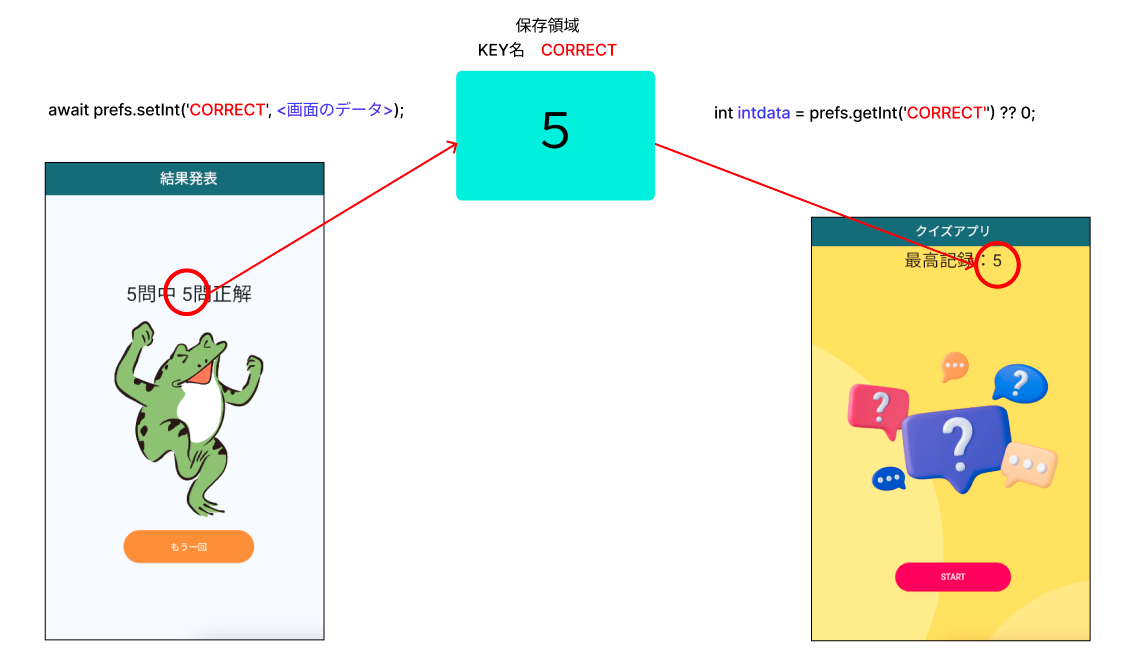 保存領域
KEY名 CORRECT
5
await prefs.setInt('CORRECT', <画面のデータ>);
int intdata = prefs.getInt('CORRECT") ?? 0;
結果発表
5問中 5問正解
もう一回
クイズアプリ
最高記録：5
?
?
?
START